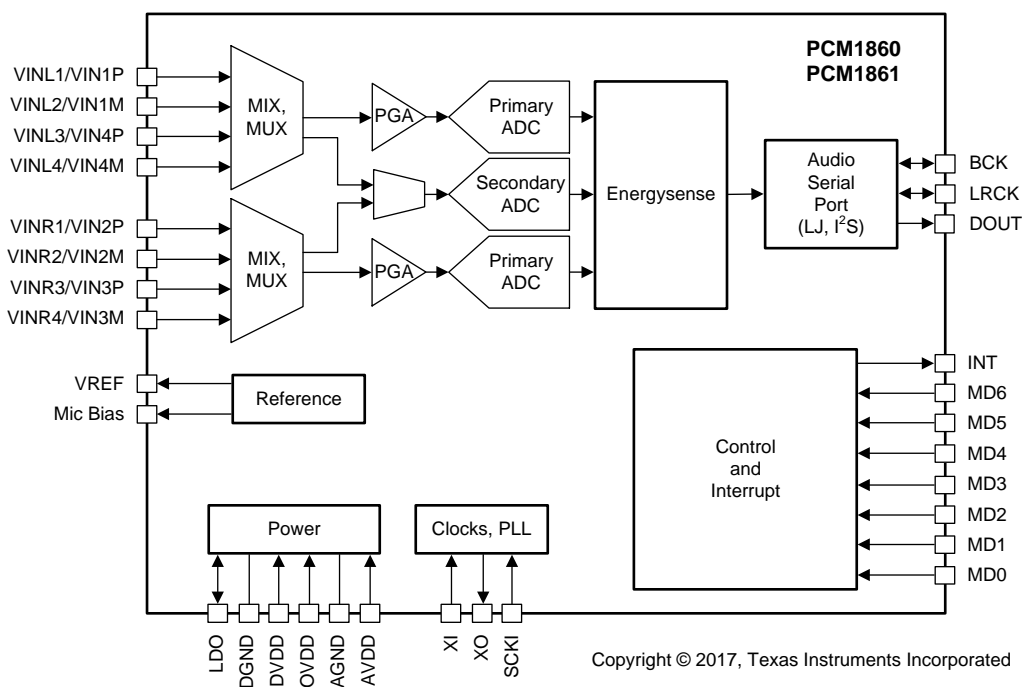 PCM1860
PCM1861
VINL1/VIN1P
VINL2/VIN1M
VINL3/VIN4P
VINL4/VIN4M
VINR1/VIN2P
VINR2/VIN2M
VINR3/VIN3P
VINR4/VIN3M
MIX,
MUX
MIX,
MUX
PGA
PGA
Primary
ADC
Secondary
ADC
Primary
ADC
Energysense
Audio
Serial
Port
(LJ, I²S)
BCK
LRCK
DOUT
VREF
Mic Bias
Reference
Control
and
Interrupt
INT
MD6
MD5
MD4
MD3
MD2
MD1
MD0
Power
LDO
DGND
DVDD
OVDD
AGND
AVDD
Clocks, PLL
XI
XO
SCKI
Copyright © 2017, Texas Instruments Incorporated